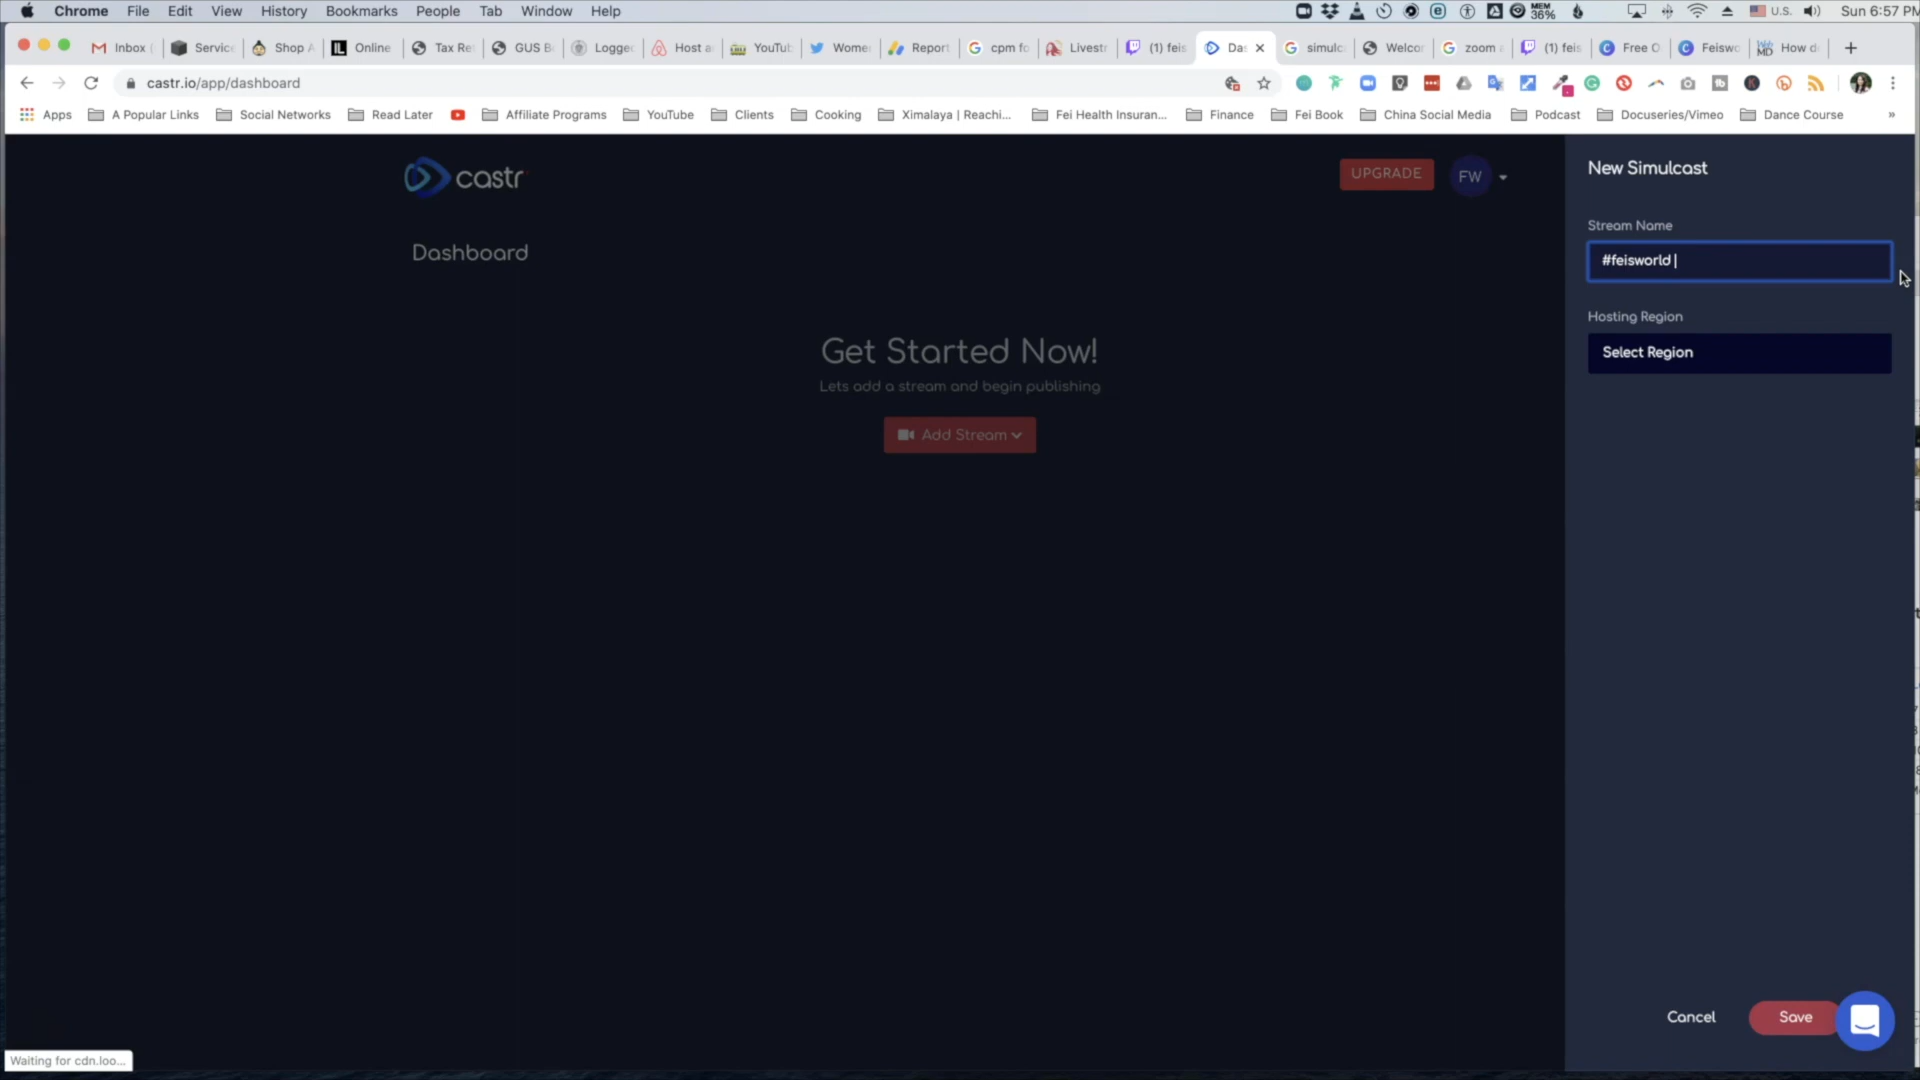 Chrome File Edit View History Bookmarks People Tab Window Help MEM 36% U.S. Sun 6:57 PM
Inbox ( Service Shop A Online Tax Re GUS B Logge Host a YouTub Wome Report cpm fo Livestr (1) feis Das simulc Welcor zoom (1) feis Free O Feiswo How d
castr.io/app/dashboard
Apps A Popular Links Social Networks Read Later Affiliate Programs YouTube Clients Cooking Ximalaya | Reachi... Fei Health Insuran... Finance Fei Book China Social Media Podcast Docuseries/Vimeo Dance Course »
castr
UPGRADE
FW
New Simulcast
Stream Name
#feisworld
Hosting Region
Select Region
Dashboard
Get Started Now!
Lets add a stream and begin publishing
Add Stream
Cancel
Save
Waiting for cdn.loo...